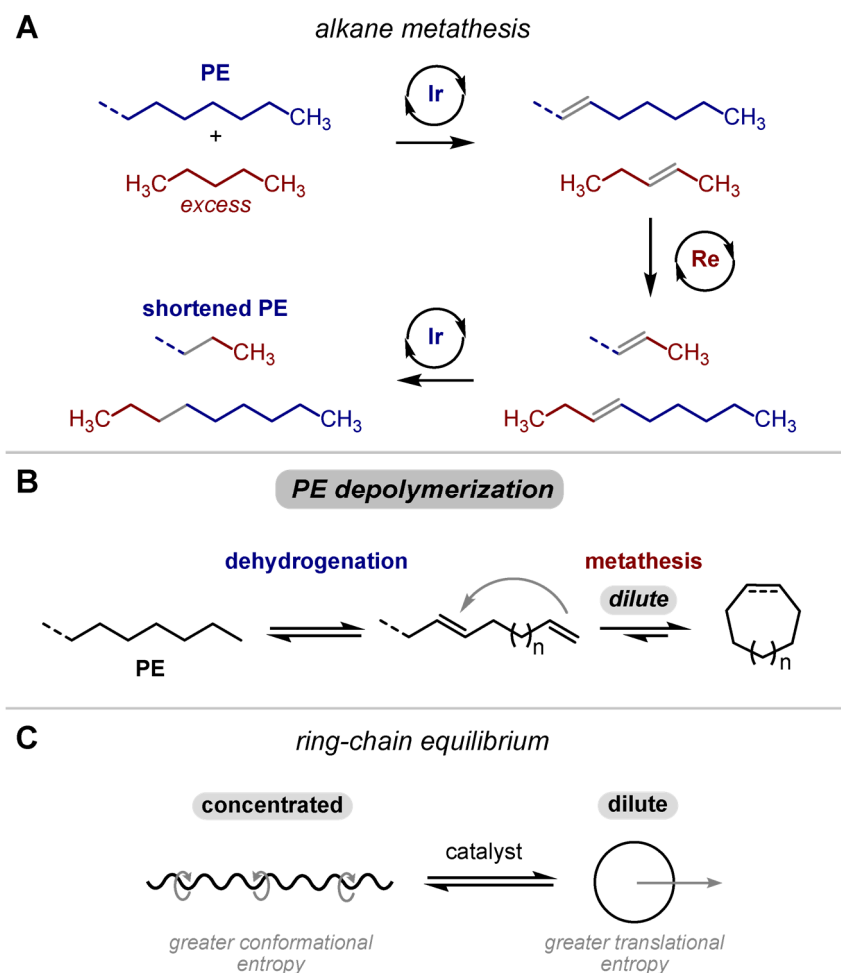 A
alkane metathesis
PE
Ir
CH3
+
H3C
CH3
excess
CH3
H3C
CH3
Re
shortened PE
Ir
CH3
CH3
H3C
CH3
H3C
CH3
B
PE depolymerization
dehydrogenation
metathesis
dilute
PE
n
n
C
ring-chain equilibrium
concentrated
dilute
catalyst
greater conformational
entropy
greater translational
entropy